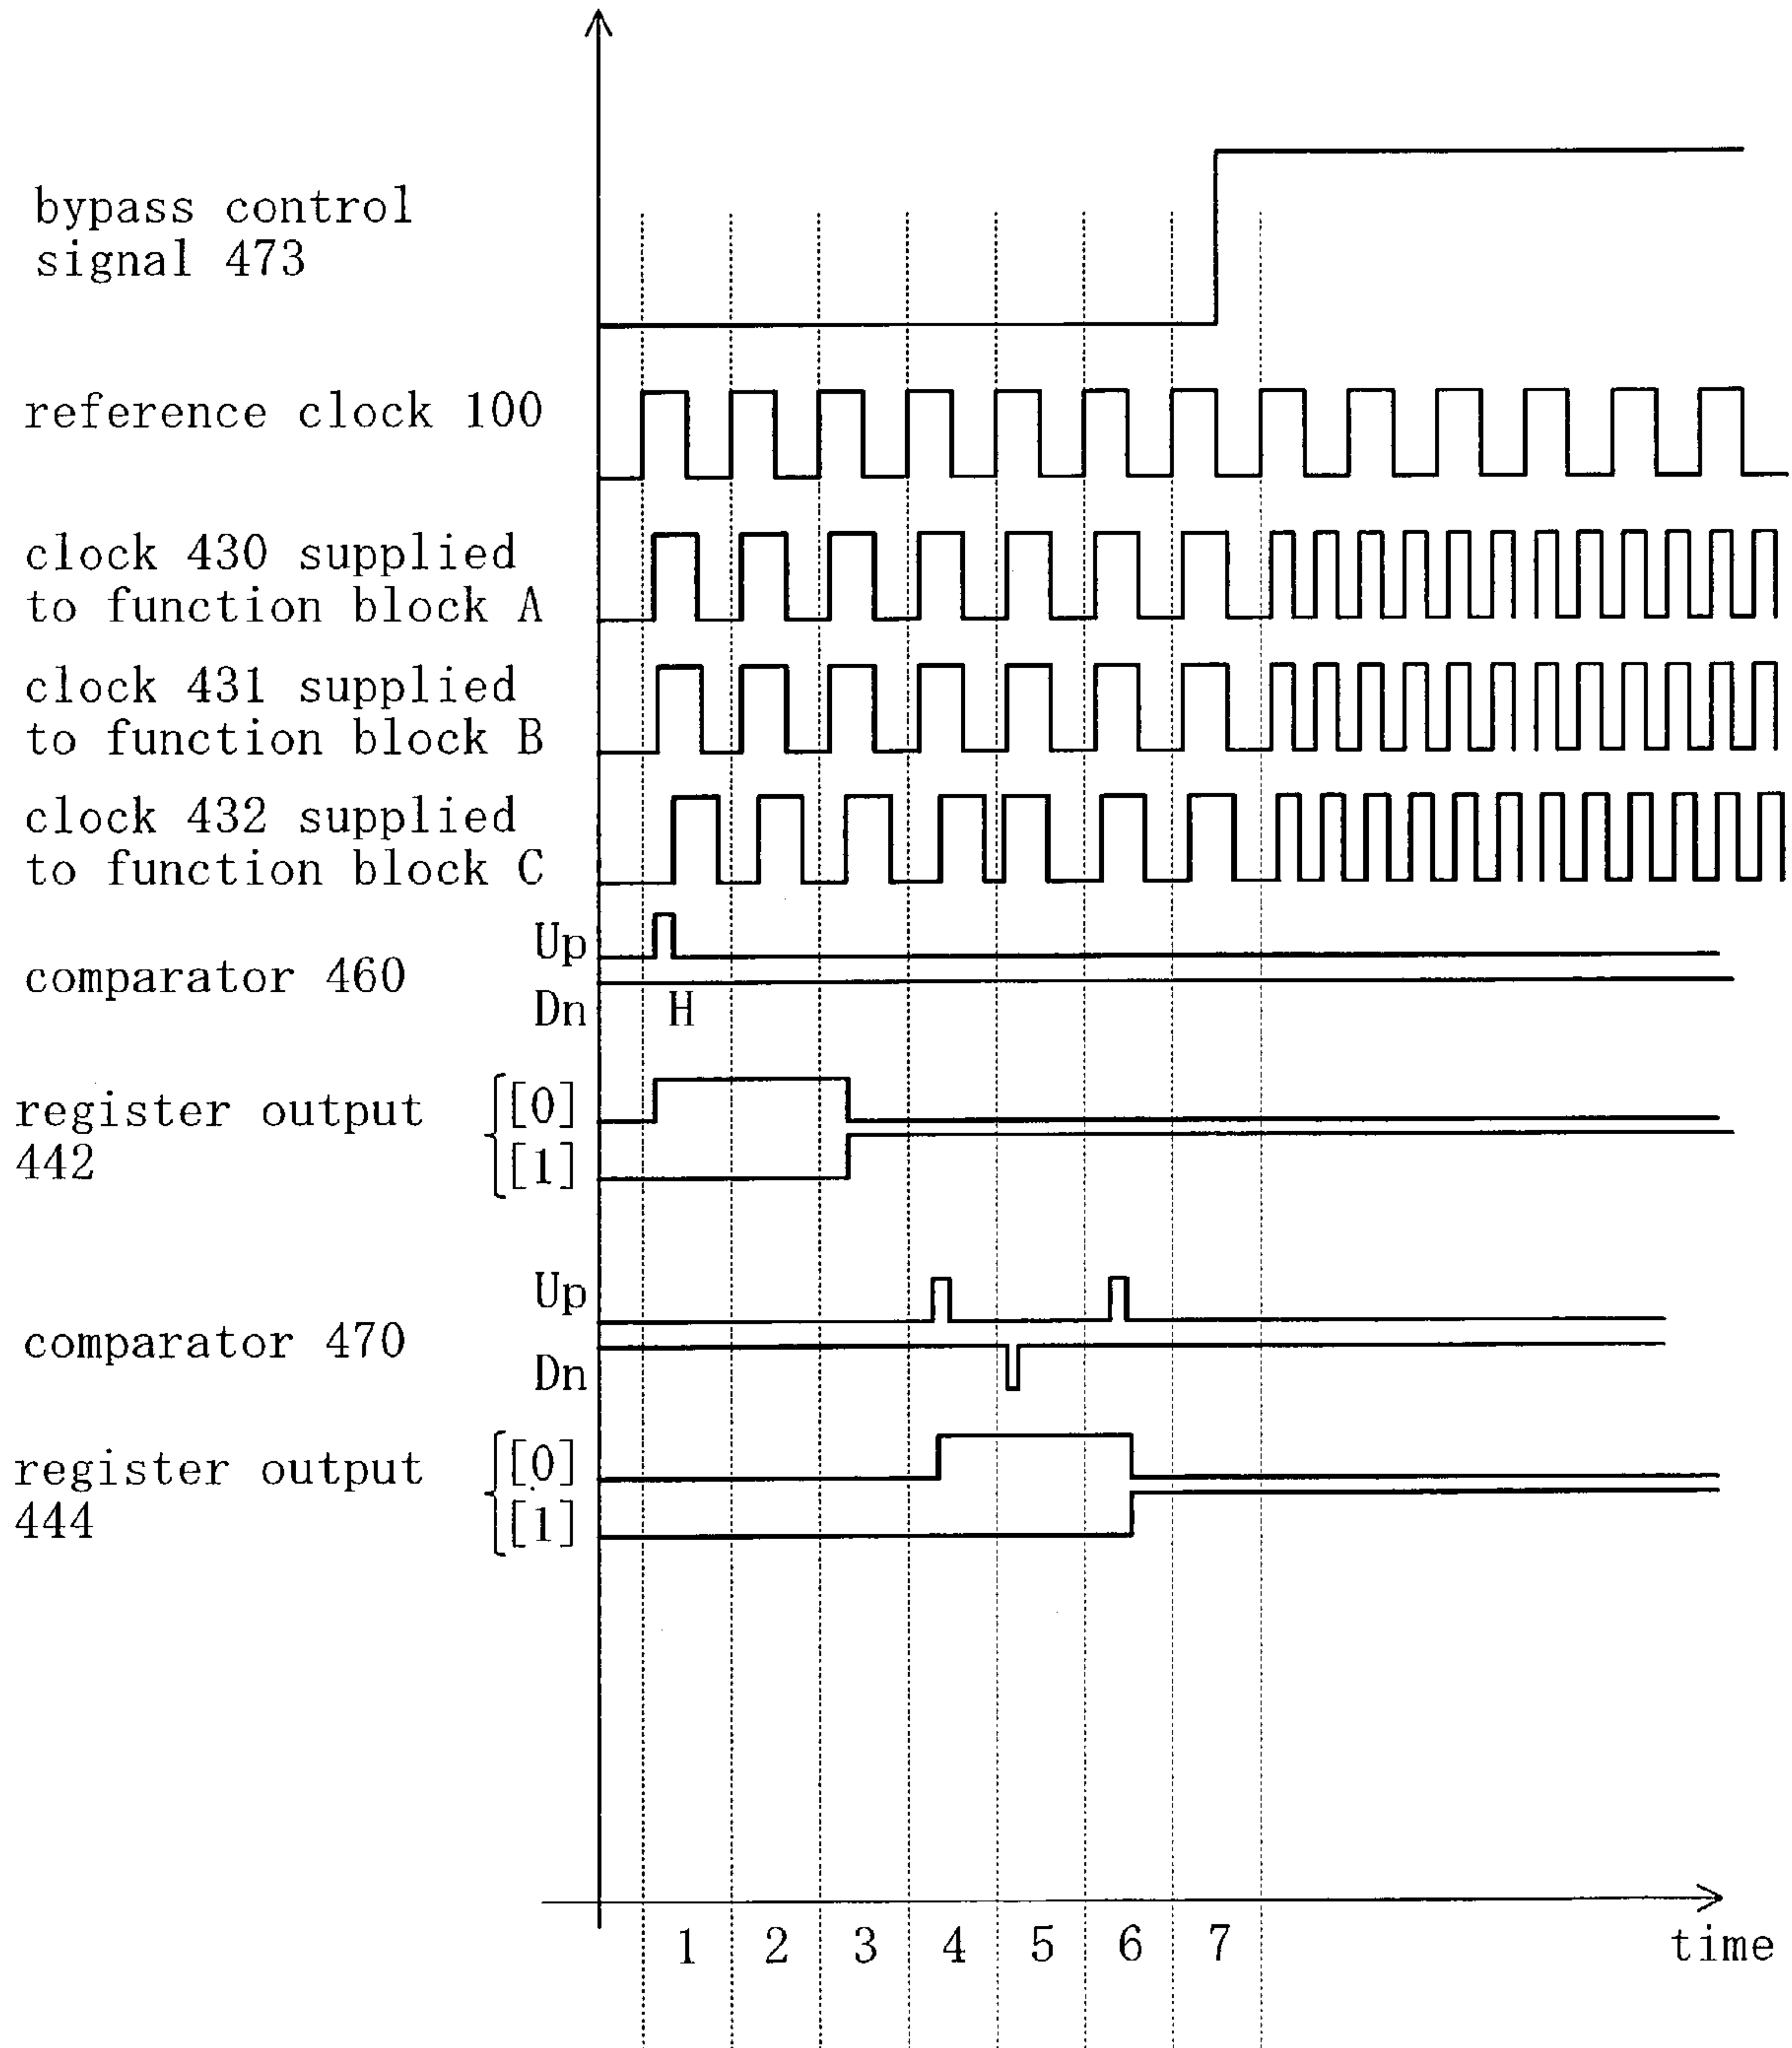 bypass control
signal 473
reference clock 100
clock 430 supplied
to function block A
clock 431 supplied
to function block B
clock 432 supplied
to function block C
Up
comparator 460
Dn H
[0]
register output
442
[1]
Up
comparator 470
Dn
[0]
register output
444
[1]
1 2 3 4 5 6 7 time